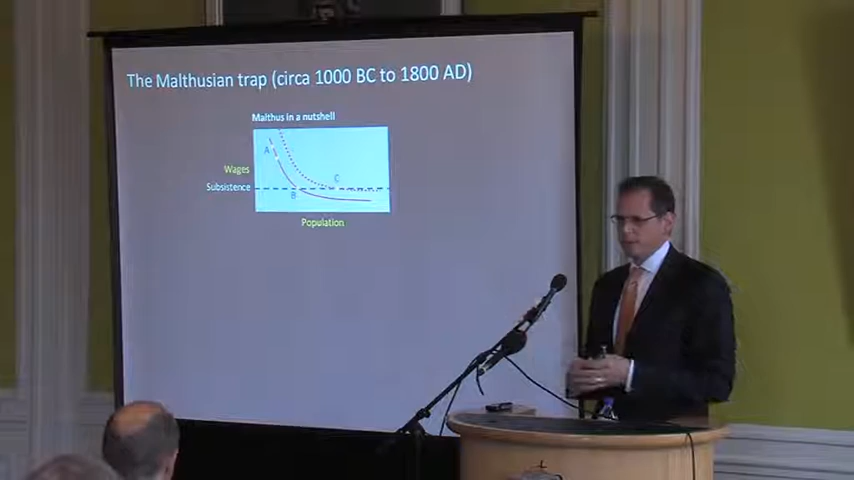 The Malthusian trap (circa 1000 BC to 1800 AD)
Malthus in a nutshell
A
Wages
C
Subsistence
B
Population